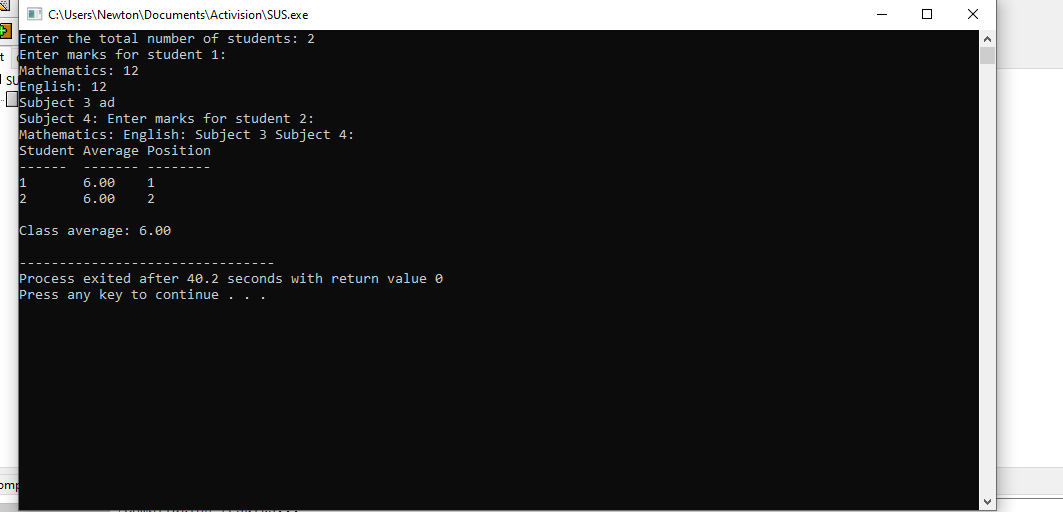 C:\Users\Newton\Documents\Activision\SUS.exe
Enter the total number of students: 2
Enter marks for student 1:
Mathematics: 12
English: 12
Subject 3 ad
Subject 4: Enter marks for student 2:
Mathematics: English: Subject 3 Subject 4:
Student Average Position
------ ------- --------
1 6.00 1
2 6.00 2
Class average: 6.00
--------------------------------
Process exited after 40.2 seconds with return value 0
Press any key to continue . . .